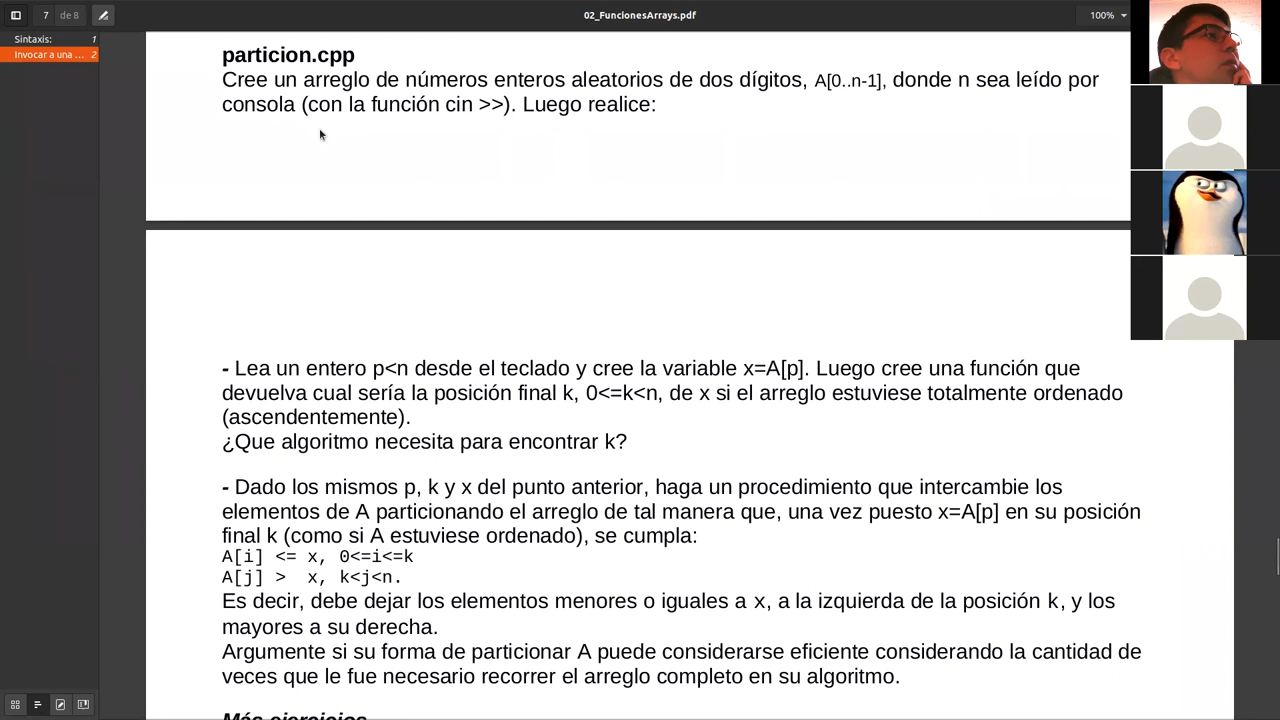 7 de 8
02_FuncionesArrays.pdf
100%
Sintaxis: 1
Invocar a una ... 2
particion.cpp
Cree un arreglo de números enteros aleatorios de dos dígitos, A[0..n-1], donde n sea leído por
consola (con la función cin >>). Luego realice:
- Lea un entero p<n desde el teclado y cree la variable x=A[p]. Luego cree una función que
devuelva cual sería la posición final k, 0<=k<n, de x si el arreglo estuviese totalmente ordenado
(ascendentemente).
¿Que algoritmo necesita para encontrar k?
- Dado los mismos p, k y x del punto anterior, haga un procedimiento que intercambie los
elementos de A particionando el arreglo de tal manera que, una vez puesto x=A[p] en su posición
final k (como si A estuviese ordenado), se cumpla:
A[i] <= x, 0<=i<=k
A[j] > x, k<j<n.
Es decir, debe dejar los elementos menores o iguales a x, a la izquierda de la posición k, y los
mayores a su derecha.
Argumente si su forma de particionar A puede considerarse eficiente considerando la cantidad de
veces que le fue necesario recorrer el arreglo completo en su algoritmo.
Más ejercicios